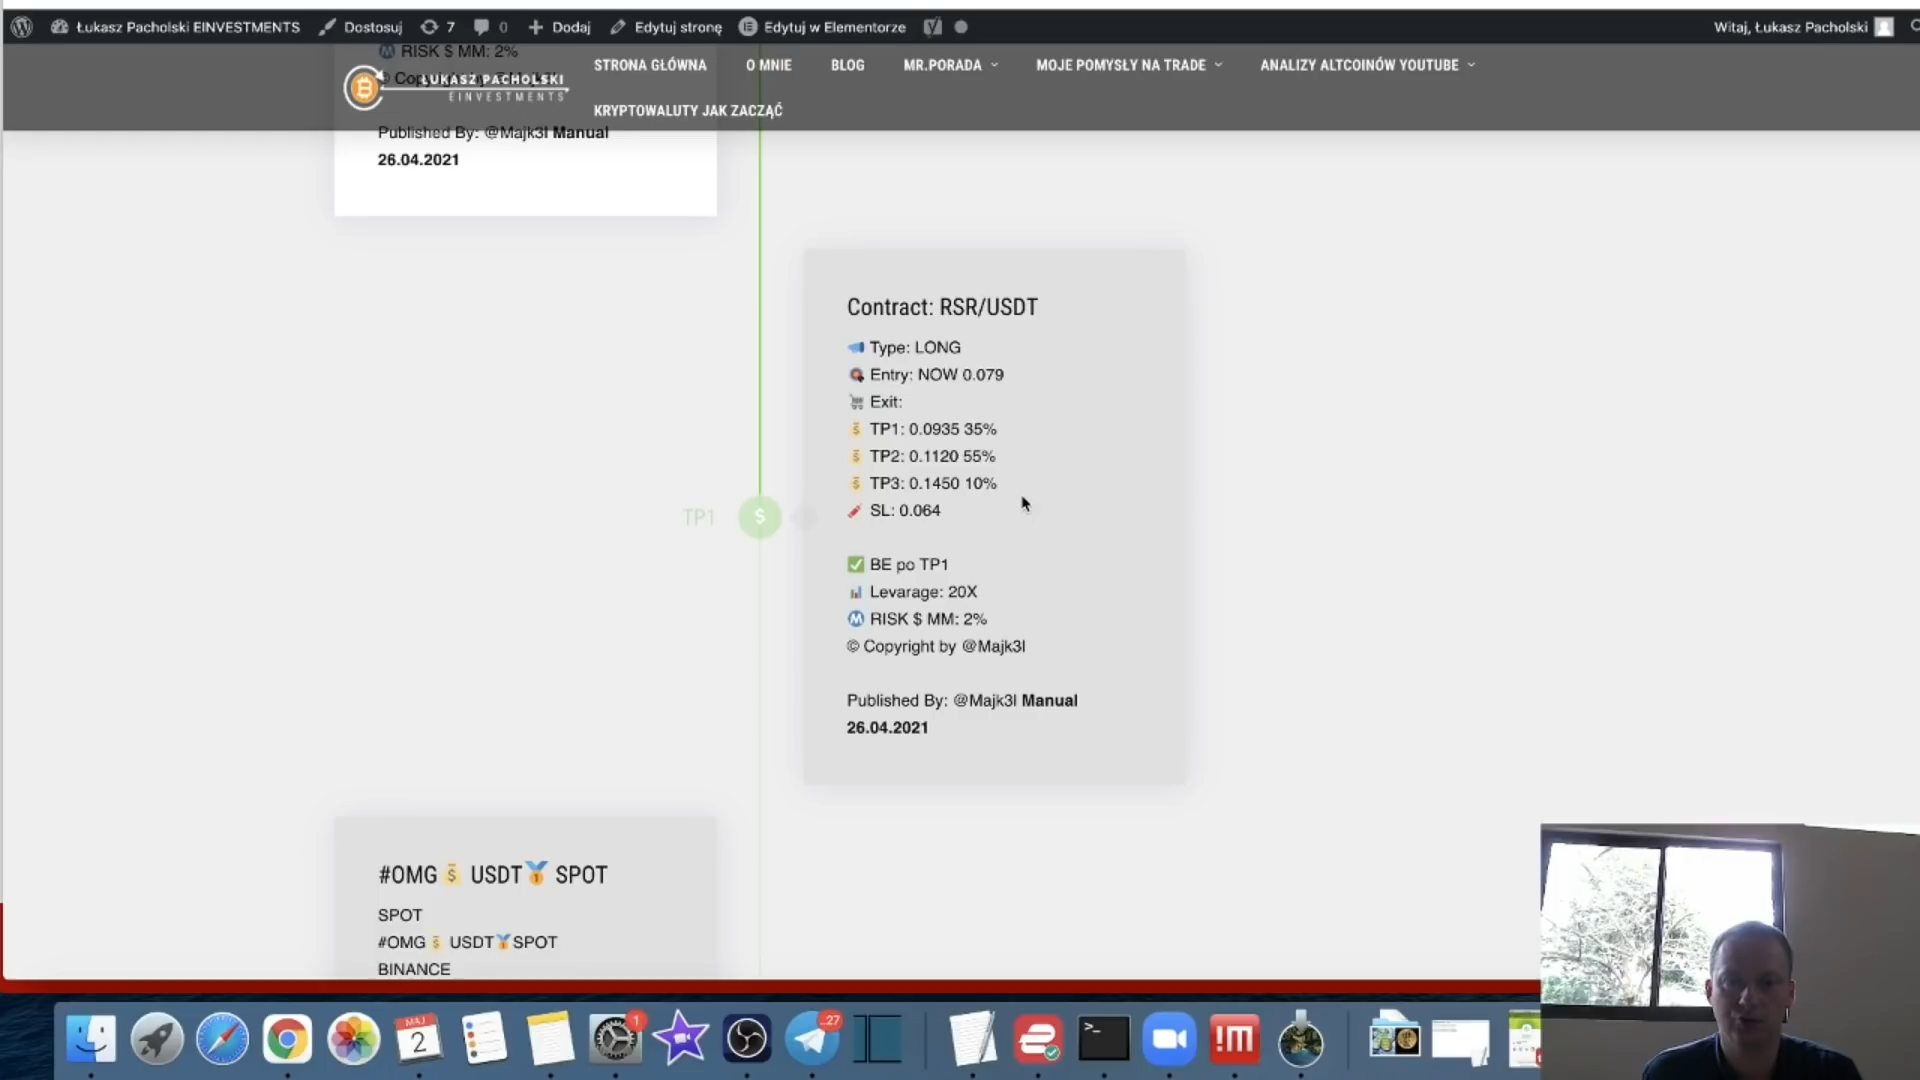 Łukasz Pacholski EINVESTMENTS
Dostosuj
7
0
Dodaj
Edytuj stronę
Edytuj w Elementorze
Witaj, Łukasz Pacholski
RISK $ MM: 2%
ŁUKASZ PACHOLSKI
EINVESTMENTS
STRONA GŁÓWNA
O MNIE
BLOG
MR.PORADA
MOJE POMYSŁY NA TRADE
ANALIZY ALTCOINÓW YOUTUBE
KRYPTOWALUTY JAK ZACZĄĆ
Published By: @Majk3l Manual
26.04.2021
Contract: RSR/USDT
Type: LONG
Entry: NOW 0.079
Exit:
TP1: 0.0935 35%
TP2: 0.1120 55%
TP3: 0.1450 10%
SL: 0.064
TP1
$
✅ BE po TP1
Levarage: 20X
Ⓜ RISK $ MM: 2%
© Copyright by @Majk3l
Published By: @Majk3l Manual
26.04.2021
#OMG💰 USDT🥇 SPOT
SPOT
#OMG💰 USDT🥇SPOT
BINANCE
MAJ
2
1
27
>_
!M